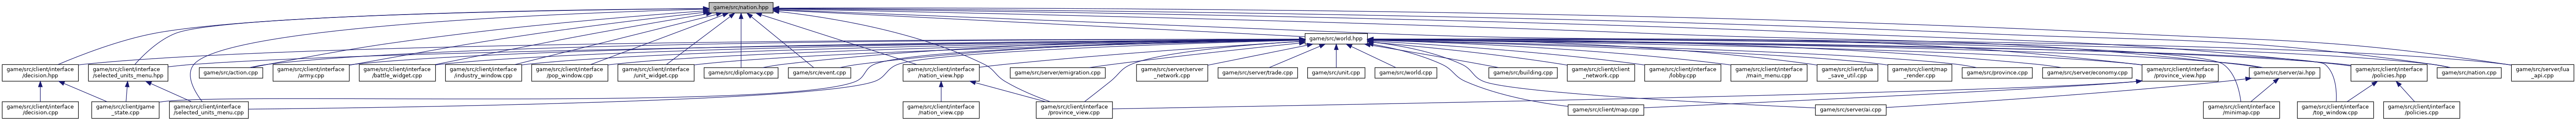 game/src/nation.hpp
game/src/world.hpp
game/src/client/interface
/decision.hpp
game/src/client/interface
/selected_units_menu.hpp
game/src/action.cpp
game/src/client/interface
/army.cpp
game/src/client/interface
/battle_widget.cpp
game/src/client/interface
/industry_window.cpp
game/src/client/interface
/pop_window.cpp
game/src/client/interface
/unit_widget.cpp
game/src/diplomacy.cpp
game/src/event.cpp
game/src/client/interface
/nation_view.hpp
game/src/server/emigration.cpp
game/src/server/server
_network.cpp
game/src/server/trade.cpp
game/src/unit.cpp
game/src/world.cpp
game/src/building.cpp
game/src/client/client
_network.cpp
game/src/client/interface
/lobby.cpp
game/src/client/interface
/main_menu.cpp
game/src/client/lua
_save_util.cpp
game/src/client/map
_render.cpp
game/src/province.cpp
game/src/server/economy.cpp
game/src/client/interface
/province_view.hpp
game/src/server/ai.hpp
game/src/client/interface
/policies.hpp
game/src/nation.cpp
game/src/server/lua
_api.cpp
game/src/client/interface
/decision.cpp
game/src/client/game
_state.cpp
game/src/client/interface
/selected_units_menu.cpp
game/src/client/interface
/nation_view.cpp
game/src/client/interface
/province_view.cpp
game/src/client/map.cpp
game/src/server/ai.cpp
game/src/client/interface
/minimap.cpp
game/src/client/interface
/top_window.cpp
game/src/client/interface
/policies.cpp